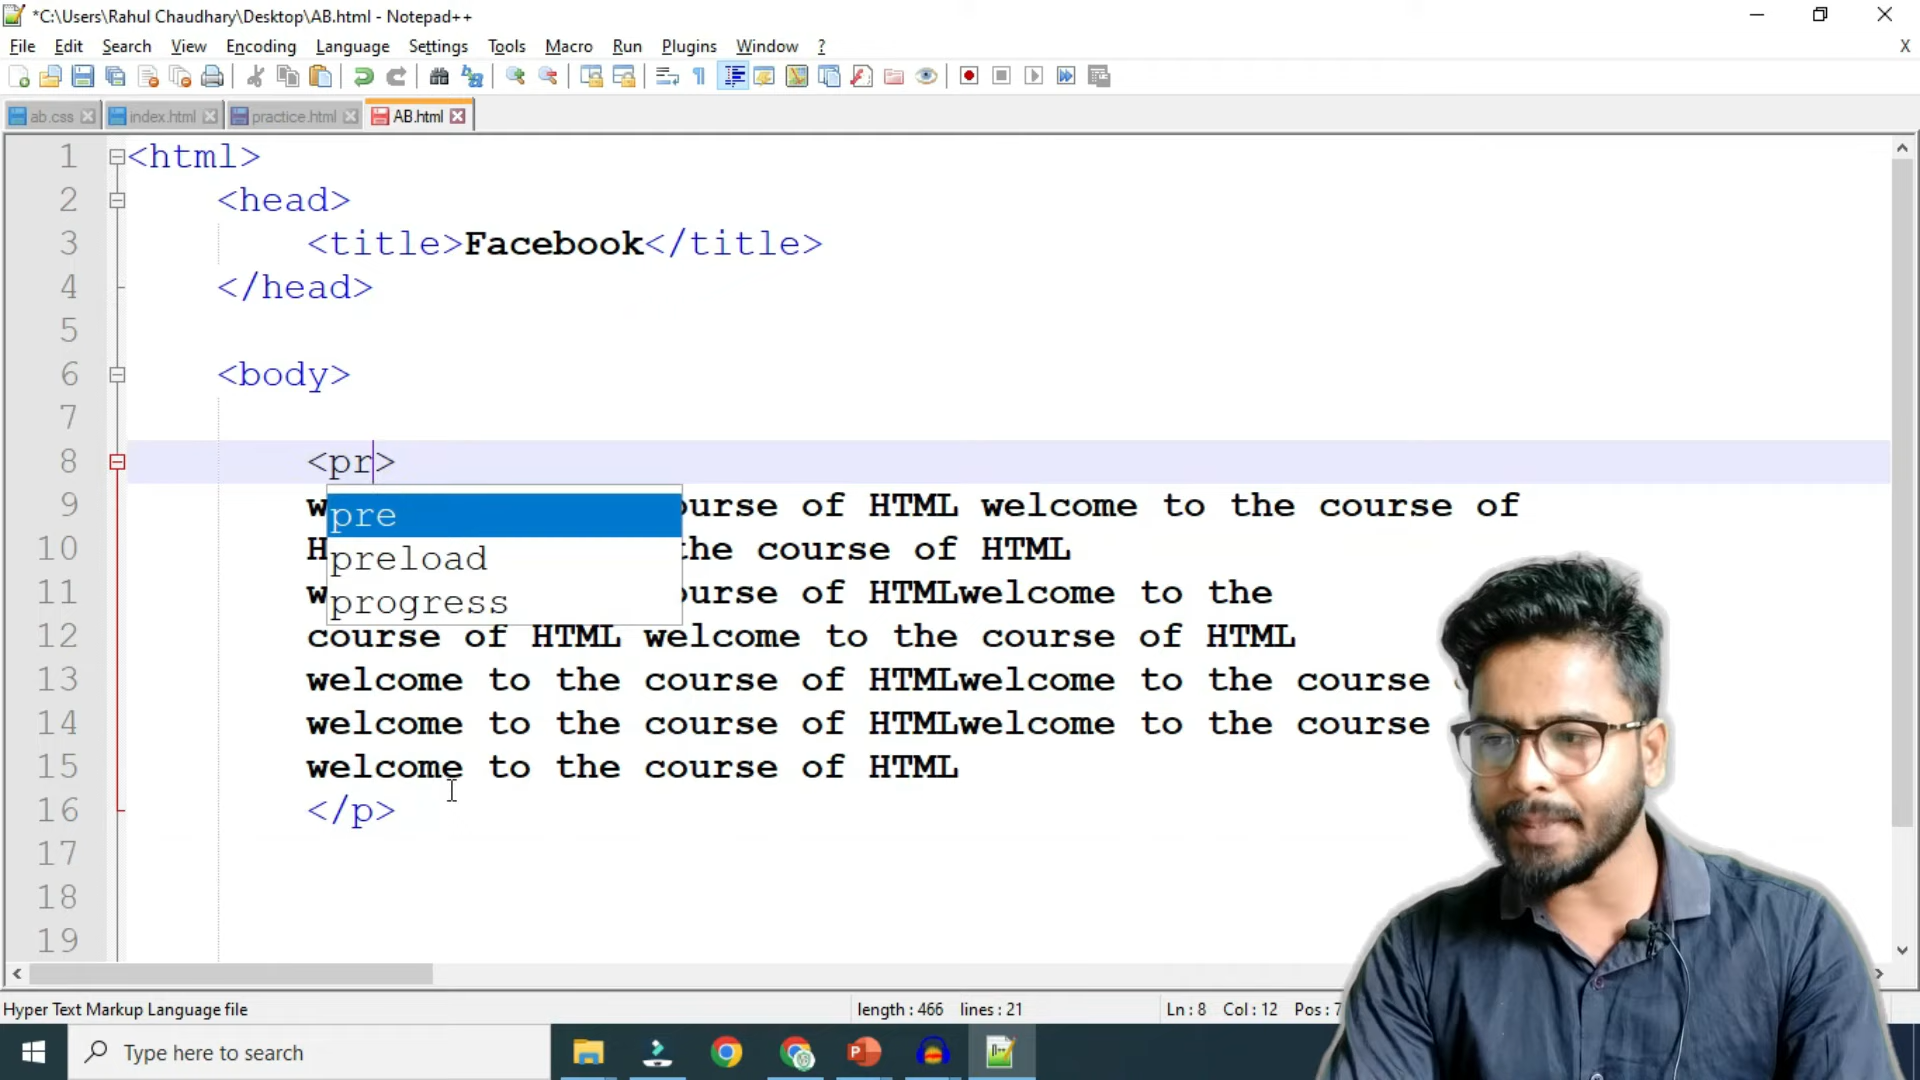 *C:\Users\Rahul Chaudhary\Desktop\AB.html - Notepad++
File Edit Search View Encoding Language Settings Tools Macro Run Plugins Window ? X
ab.css index.html practice.html AB.html
1 <html>
2 <head>
3 <title>Facebook</title>
4 </head>
5
6 <body>
7
8 <pr>
9 w ourse of HTML welcome to the course of
pre
10 H the course of HTML
preload
11 w ourse of HTMLwelcome to the
progress
12 course of HTML welcome to the course of HTML
13 welcome to the course of HTMLwelcome to the course
14 welcome to the course of HTMLwelcome to the course
15 welcome to the course of HTML
16 </p>
17
18
19
Hyper Text Markup Language file length : 466 lines : 21 Ln : 8 Col : 12 Pos : 7
Type here to search